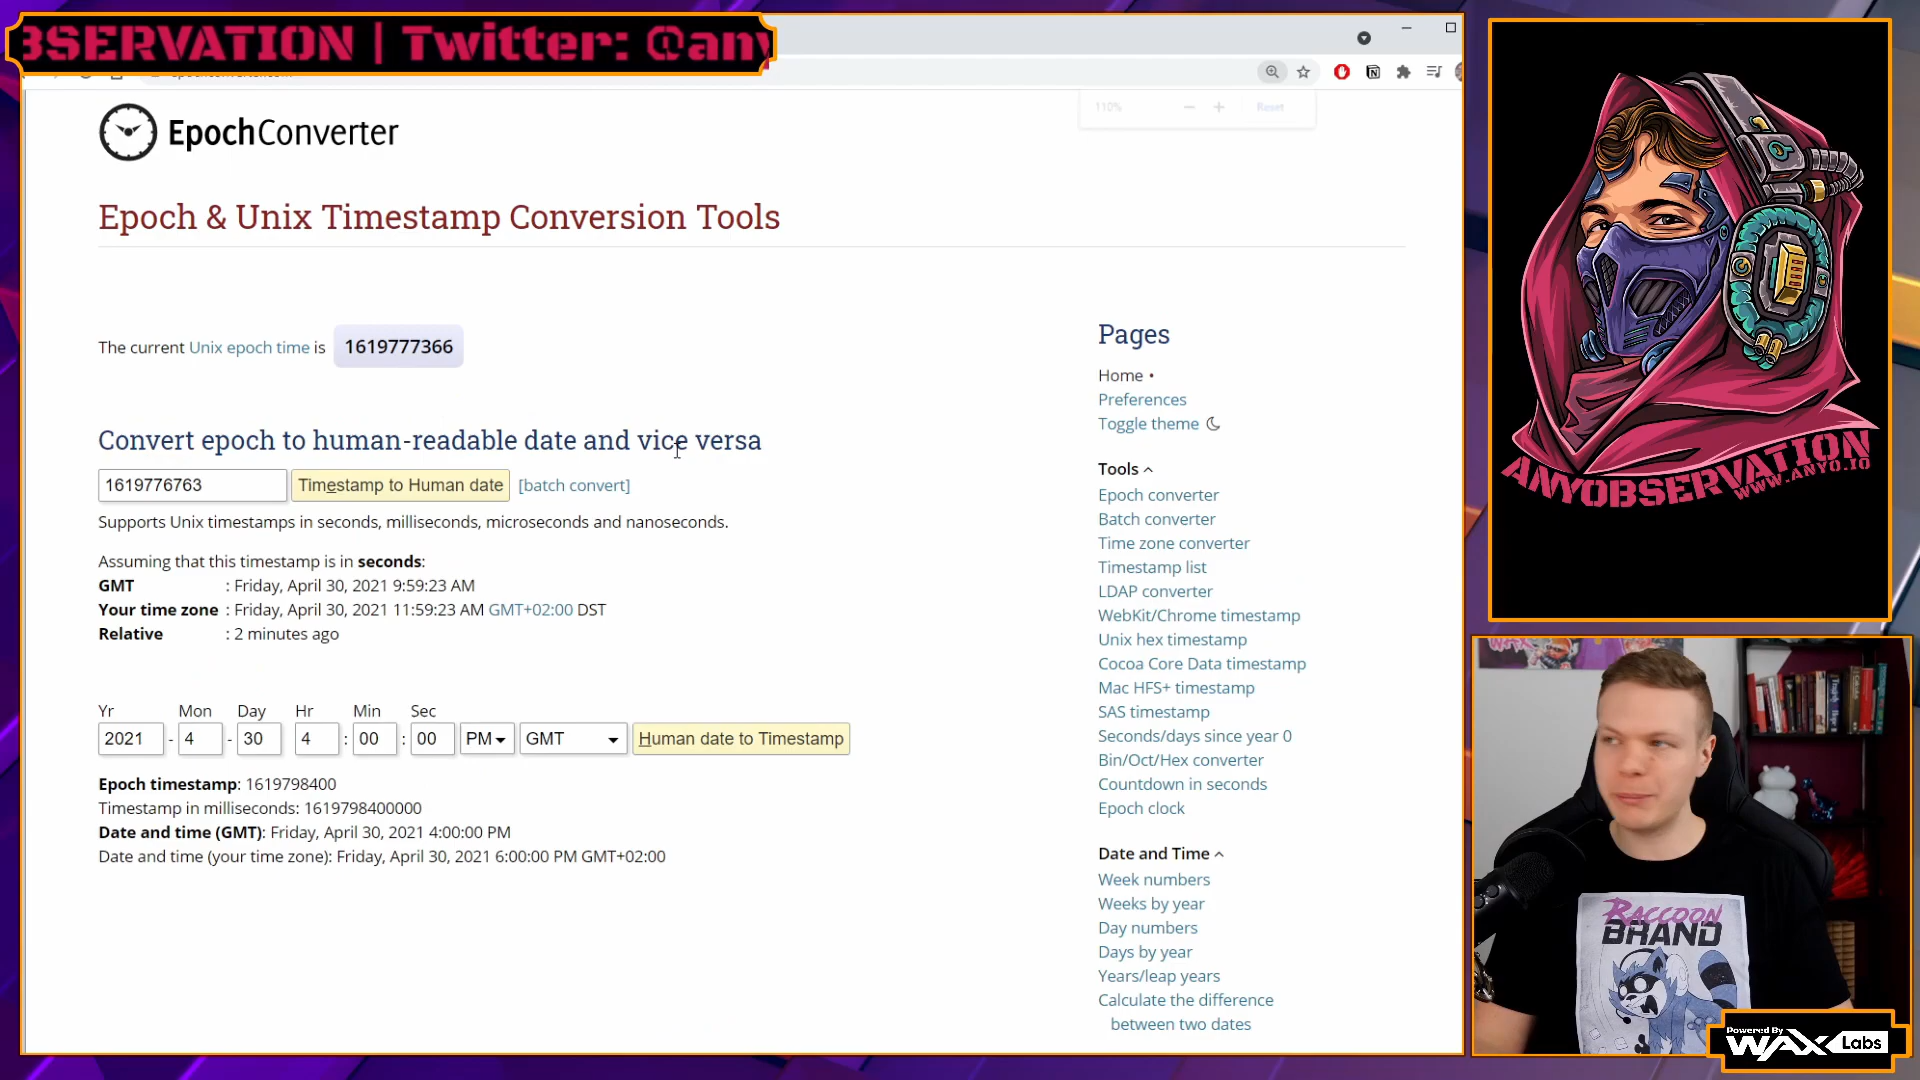 BSERVATION | Twitter: @any
110%
Reset
EpochConverter
Epoch & Unix Timestamp Conversion Tools
The current Unix epoch time is 1619777366
Convert epoch to human-readable date and vice versa
1619776763 Timestamp to Human date [batch convert]
Supports Unix timestamps in seconds, milliseconds, microseconds and nanoseconds.
Assuming that this timestamp is in seconds:
GMT : Friday, April 30, 2021 9:59:23 AM
Your time zone : Friday, April 30, 2021 11:59:23 AM GMT+02:00 DST
Relative : 2 minutes ago
Yr Mon Day Hr Min Sec
2021 - 4 - 30 4 : 00 : 00 PM GMT Human date to Timestamp
Epoch timestamp: 1619798400
Timestamp in milliseconds: 1619798400000
Date and time (GMT): Friday, April 30, 2021 4:00:00 PM
Date and time (your time zone): Friday, April 30, 2021 6:00:00 PM GMT+02:00
Pages
Home •
Preferences
Toggle theme
Tools
Epoch converter
Batch converter
Time zone converter
Timestamp list
LDAP converter
WebKit/Chrome timestamp
Unix hex timestamp
Cocoa Core Data timestamp
Mac HFS+ timestamp
SAS timestamp
Seconds/days since year 0
Bin/Oct/Hex converter
Countdown in seconds
Epoch clock
Date and Time
Week numbers
Weeks by year
Day numbers
Days by year
Years/leap years
Calculate the difference
between two dates
ANYOBSERVATION
WWW.ANYO.IO
RACCOON
BRAND
Powered By
WAX Labs